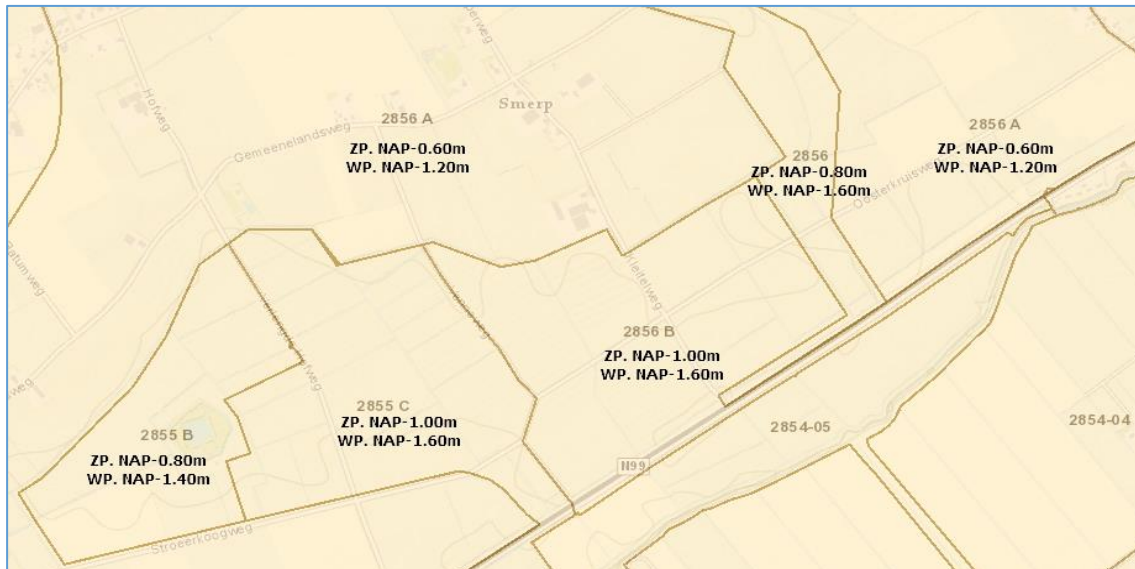 Hofweg
Smerp
2856 A
Gemeenelandsweg
ZP. NAP-0.60m
WP. NAP-1.20m
2856 A
ZP. NAP-0.60m
WP. NAP-1.20m
2856
ZP. NAP-0.80m
WP. NAP-1.60m
Oosterkruisweg
2856 B
ZP. NAP-1.00m
WP. NAP-1.60m
2855 C
ZP. NAP-1.00m
WP. NAP-1.60m
2855 B
ZP. NAP-0.80m
WP. NAP-1.40m
2854-05
2854-04
N99
Stroeerkoogweg